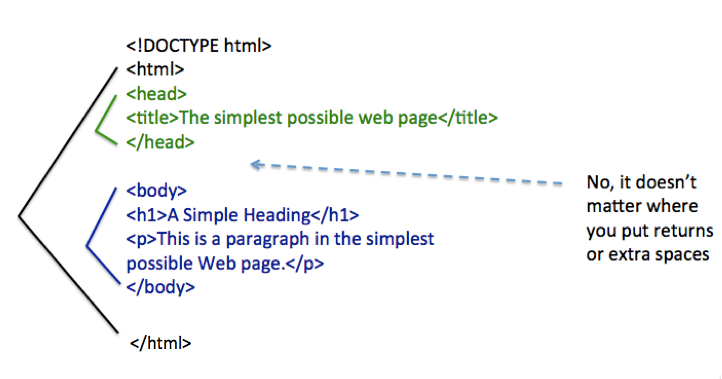 <!DOCTYPE html>
<html>
<head>
<title>The simplest possible web page</title>
</head>
<body>
<h1>A Simple Heading</h1>
<p>This is a paragraph in the simplest
possible Web page.</p>
</body>
</html>
No, it doesn’t
matter where
you put returns
or extra spaces